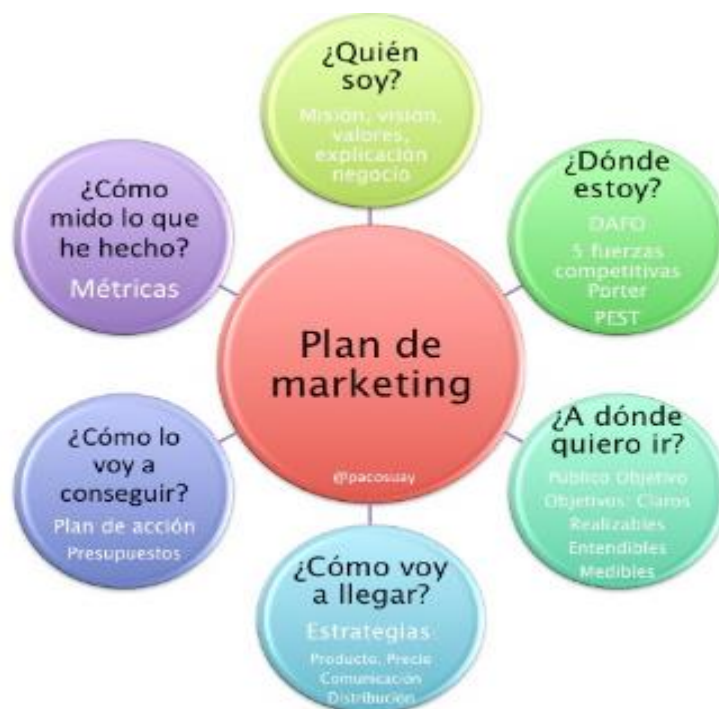 ¿Quién
soy?
Misión, visión,
valores,
explicación
negocio
¿Dónde
estoy?
DAFO
5 fuerzas
competitivas
Porter
PEST
¿A dónde
quiero ir?
Público Objetivo
Objetivos: Claros
Realizables
Entendibles
Medibles
¿Cómo voy
a llegar?
Estrategias
Producto, Precio
Comunicación
Distribución
¿Cómo lo
voy a
conseguir?
Plan de acción
Presupuestos
¿Cómo
mido lo que
he hecho?
Métricas
Plan de
marketing
@pacosuay